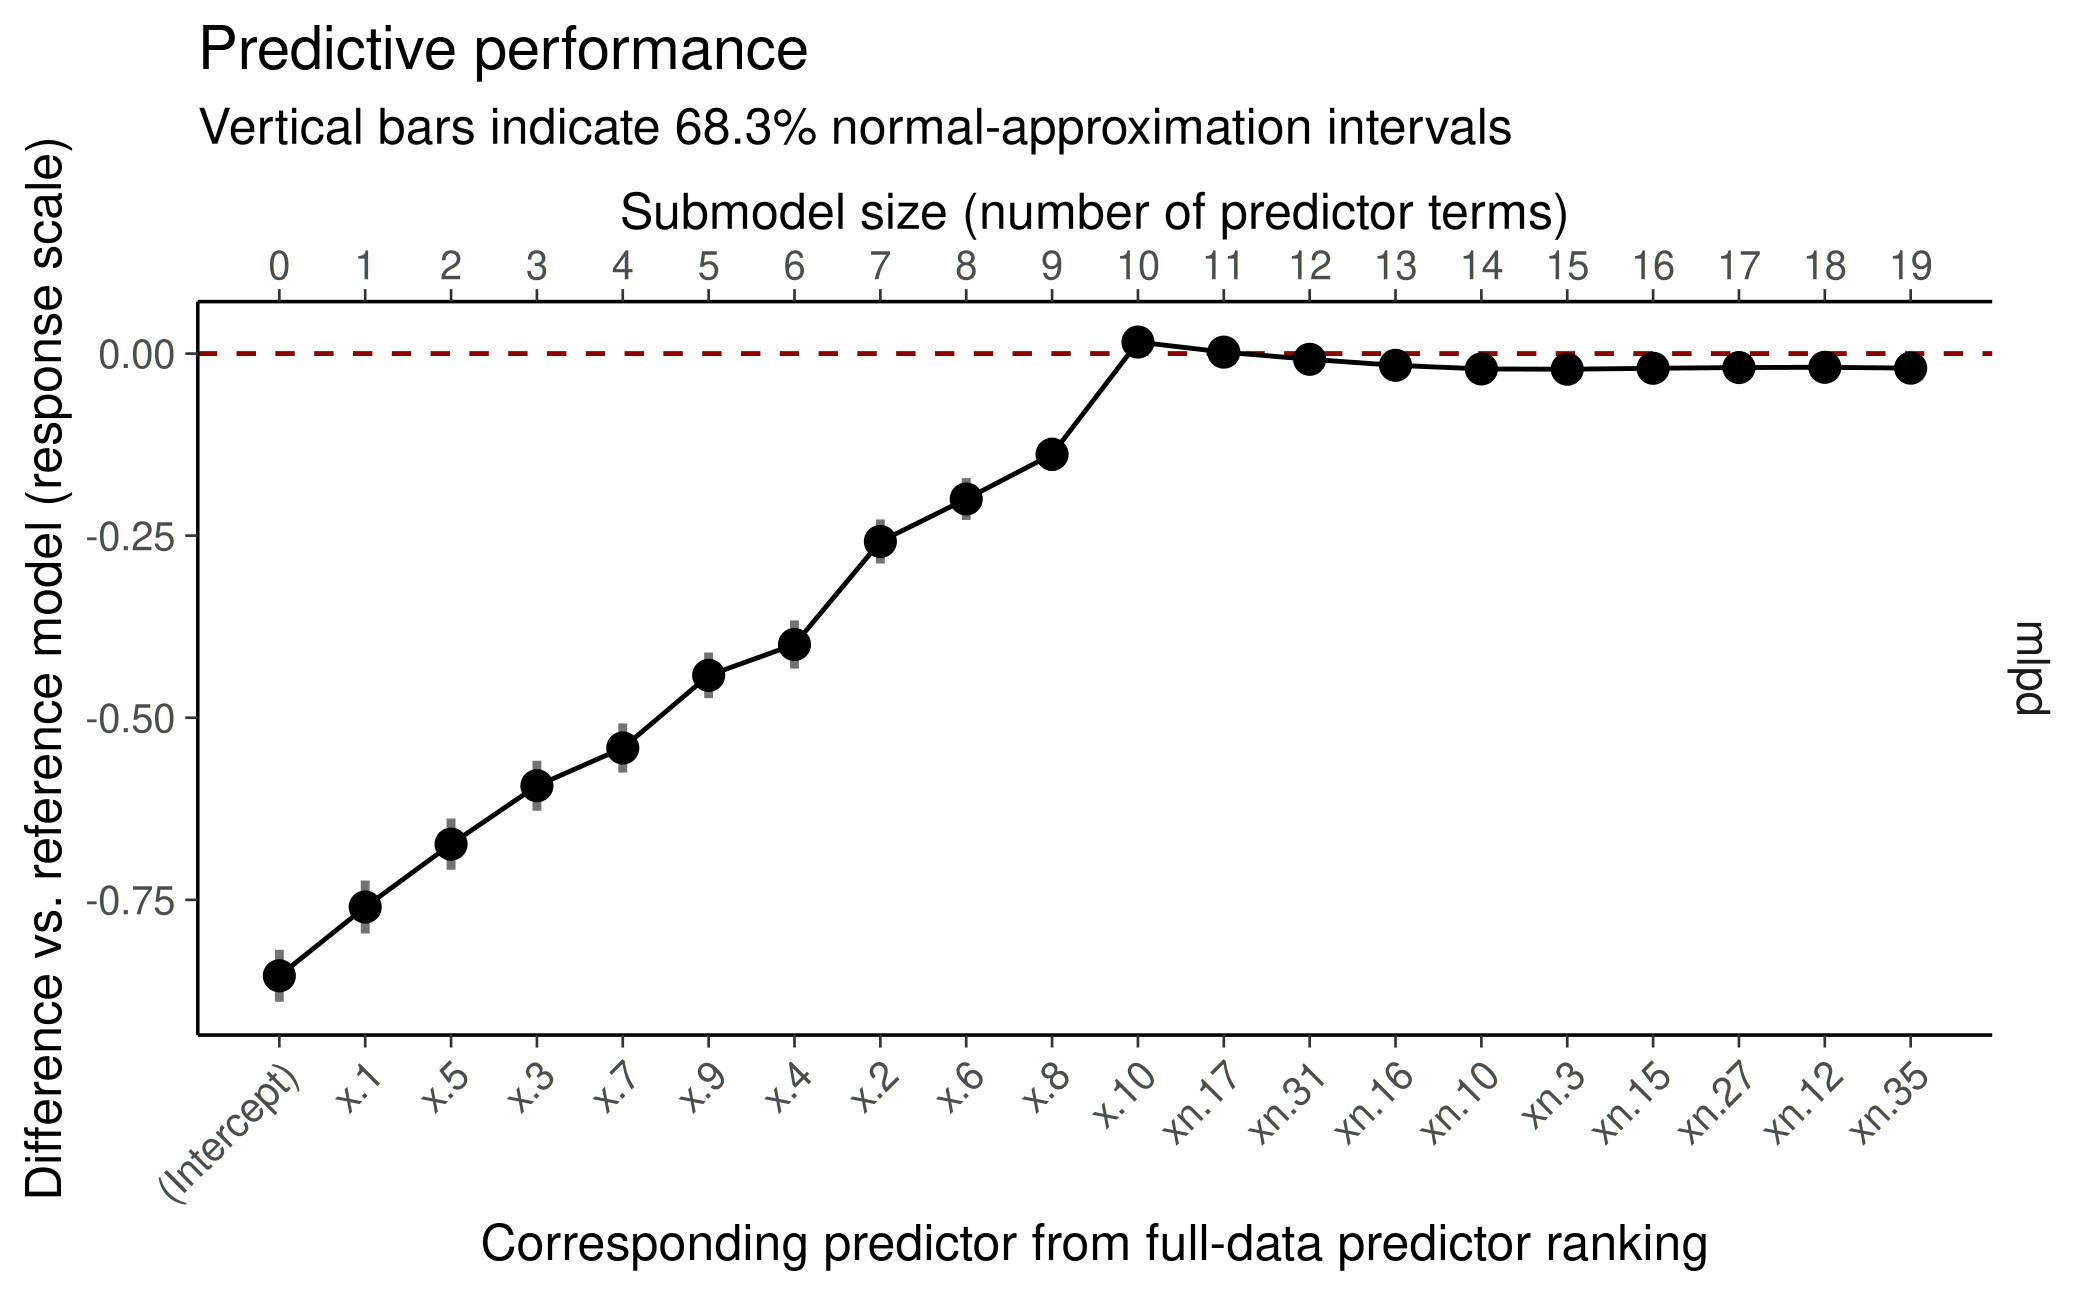 Predictive performance
Vertical bars indicate 68.3% normal-approximation intervals
Submodel size (number of predictor terms)
0 1 2 3 4 5 6 7 8 9 10 11 12 13 14 15 16 17 18 19
Difference vs. reference model (response scale)
0.00
-0.25
-0.50
-0.75
mlpd
(Intercept) x.1 x.5 x.3 x.7 x.9 x.4 x.2 x.6 x.8 x.10 xn.17 xn.31 xn.16 xn.10 xn.3 xn.15 xn.27 xn.12 xn.35
Corresponding predictor from full-data predictor ranking